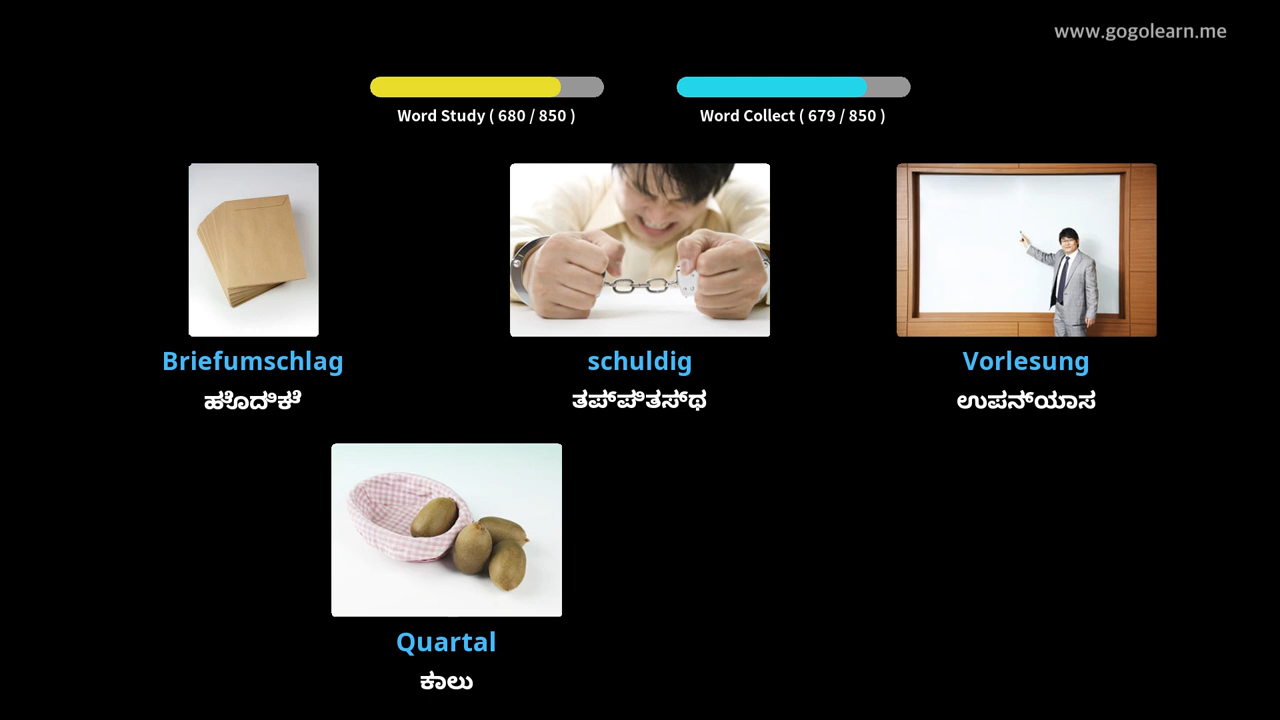 www.gogolearn.me
Word Study ( 680 / 850 )
Word Collect ( 679 / 850 )
Briefumschlag
schuldig
Vorlesung
ಹೊದಿಕೆ
ತಪ್ಪಿತಸ್ಥ
ಉಪನ್ಯಾಸ
Quartal
ಕಾಲು